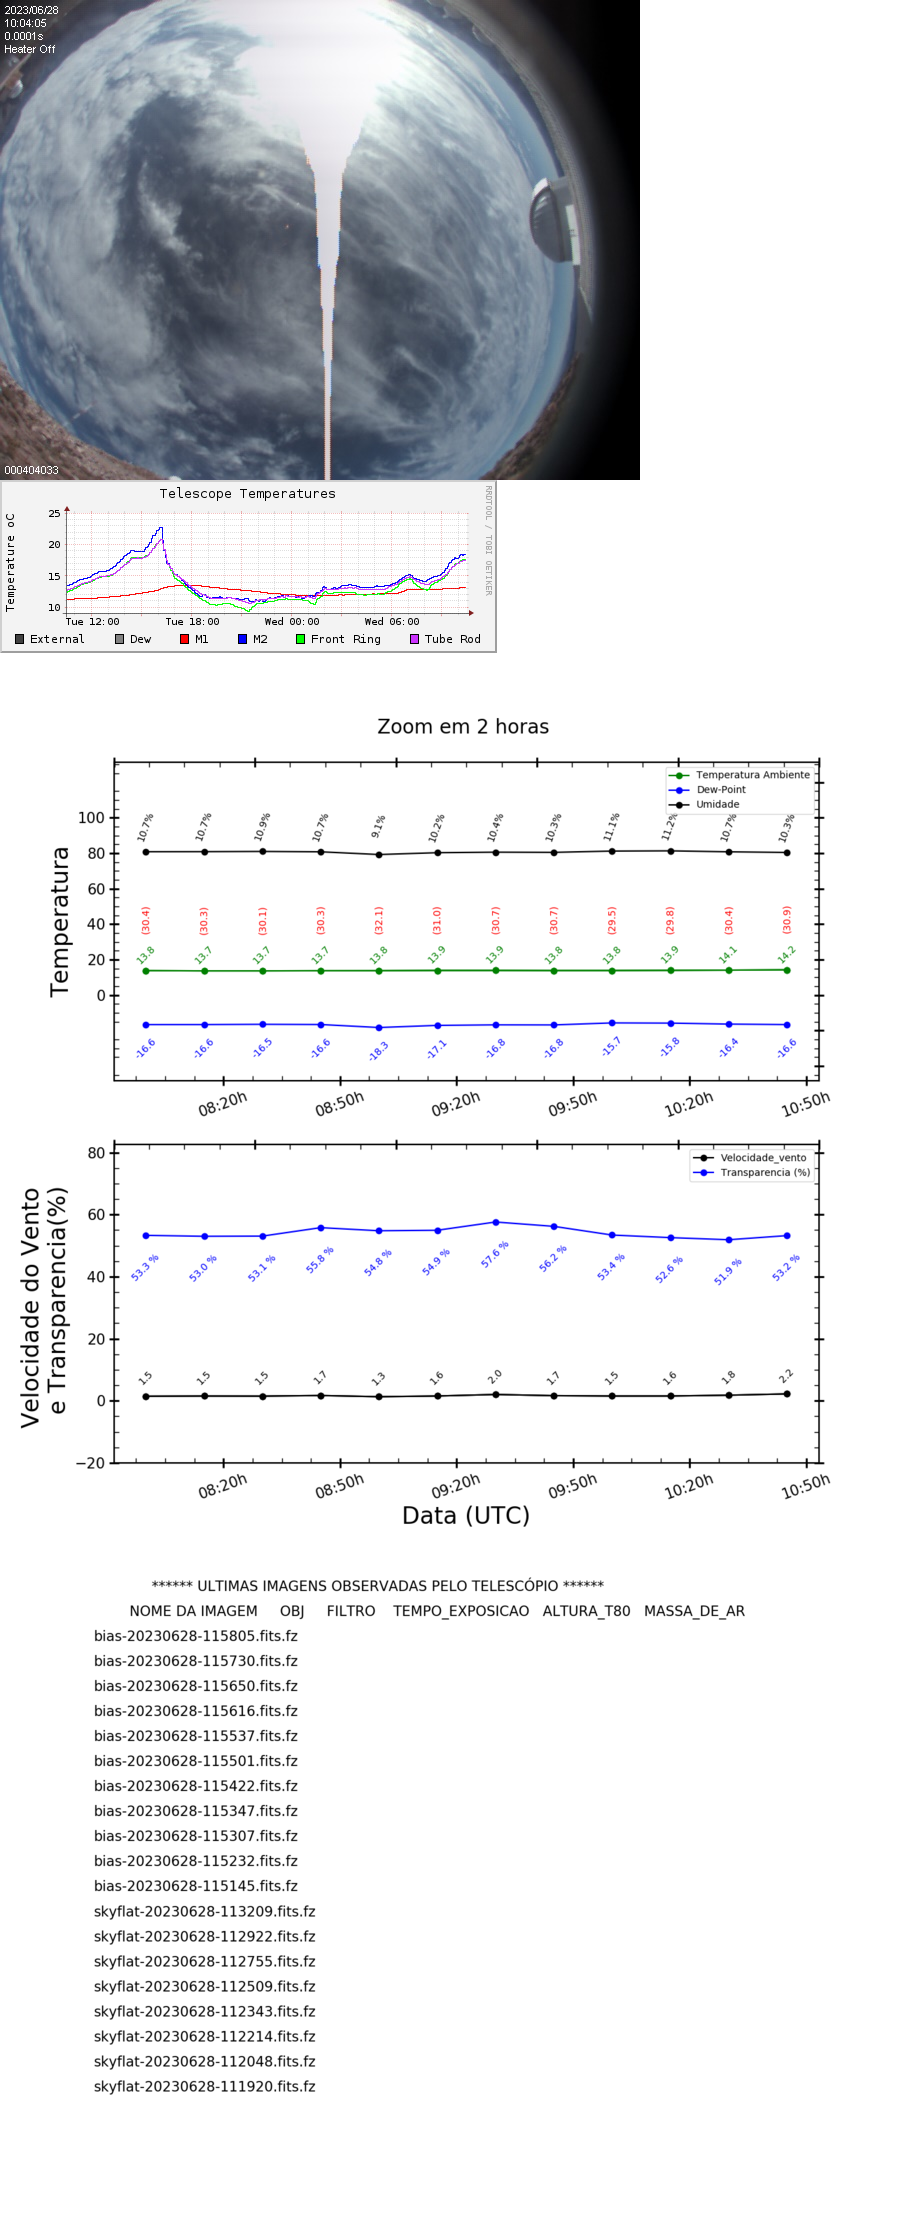 2023/06/28
10:04:05
0.0001s
Heater Off
000404033
Telescope Temperatures
RRDTOOL / TOBI OETIKER
Temperature oC
25
20
15
10
Tue 12:00 Tue 18:00 Wed 00:00 Wed 06:00
External Dew M1 M2 Front Ring Tube Rod
Zoom em 2 horas
Temperatura Ambiente
Dew-Point
Umidade
Temperatura
100
80
60
40
20
0
10.7% 10.7% 10.9% 10.7% 9.1% 10.2% 10.4% 10.3% 11.1% 11.2% 10.7% 10.3%
(30.4) (30.3) (30.1) (30.3) (32.1) (31.0) (30.7) (30.7) (29.5) (29.8) (30.4) (30.9)
13.8 13.7 13.7 13.7 13.8 13.9 13.9 13.8 13.8 13.9 14.1 14.2
-16.6 -16.6 -16.5 -16.6 -18.3 -17.1 -16.8 -16.8 -15.7 -15.8 -16.4 -16.6
08:20h 08:50h 09:20h 09:50h 10:20h 10:50h
Velocidade_vento
Transparencia (%)
Velocidade do Vento
e Transparencia(%)
80
60
40
20
0
−20
53.3 % 53.0 % 53.1 % 55.8 % 54.8 % 54.9 % 57.6 % 56.2 % 53.4 % 52.6 % 51.9 % 53.2 %
1.5 1.5 1.5 1.7 1.3 1.6 2.0 1.7 1.5 1.6 1.8 2.2
08:20h 08:50h 09:20h 09:50h 10:20h 10:50h
Data (UTC)
****** ULTIMAS IMAGENS OBSERVADAS PELO TELESCÓPIO ******
NOME DA IMAGEM OBJ FILTRO TEMPO_EXPOSICAO ALTURA_T80 MASSA_DE_AR
bias-20230628-115805.fits.fz
bias-20230628-115730.fits.fz
bias-20230628-115650.fits.fz
bias-20230628-115616.fits.fz
bias-20230628-115537.fits.fz
bias-20230628-115501.fits.fz
bias-20230628-115422.fits.fz
bias-20230628-115347.fits.fz
bias-20230628-115307.fits.fz
bias-20230628-115232.fits.fz
bias-20230628-115145.fits.fz
skyflat-20230628-113209.fits.fz
skyflat-20230628-112922.fits.fz
skyflat-20230628-112755.fits.fz
skyflat-20230628-112509.fits.fz
skyflat-20230628-112343.fits.fz
skyflat-20230628-112214.fits.fz
skyflat-20230628-112048.fits.fz
skyflat-20230628-111920.fits.fz